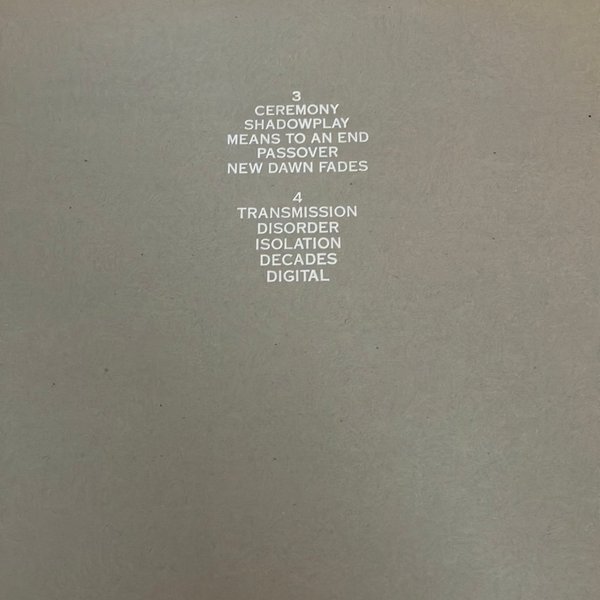 3
CEREMONY
SHADOWPLAY
MEANS TO AN END
PASSOVER
NEW DAWN FADES
4
TRANSMISSION
DISORDER
ISOLATION
DECADES
DIGITAL